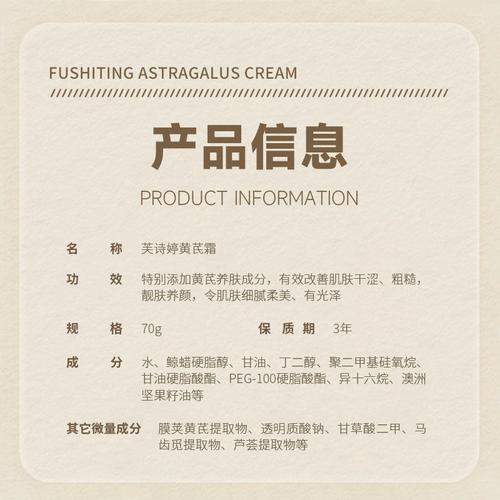 FUSHITING ASTRAGALUS CREAM
产品信息
PRODUCT INFORMATION
名 称 芙诗婷黄芪霜
功 效 特别添加黄芪养肤成分，有效改善肌肤干涩、粗糙，
靓肤养颜，令肌肤细腻柔美、有光泽
规 格 70g 保 质 期 3年
成 分 水、鲸蜡硬脂醇、甘油、丁二醇、聚二甲基硅氧烷、
甘油硬脂酸酯、PEG-100硬脂酸酯、异十六烷、澳洲
坚果籽油等
其它微量成分 膜荚黄芪提取物、透明质酸钠、甘草酸二甲、马
齿苋提取物、芦荟提取物等